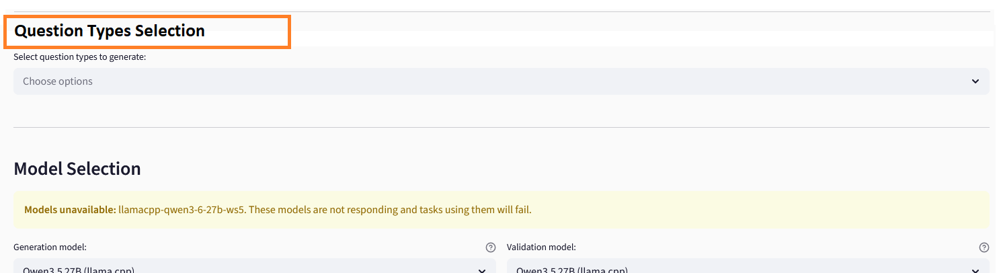 Question Types Selection
Select question types to generate:
Choose options
Model Selection
Models unavailable: llamacpp-qwen3-6-27b-ws5. These models are not responding and tasks using them will fail.
Generation model:
Validation model:
Qwen3.5 27B (llama.cpp)
Qwen3.5 27B (llama.cpp)